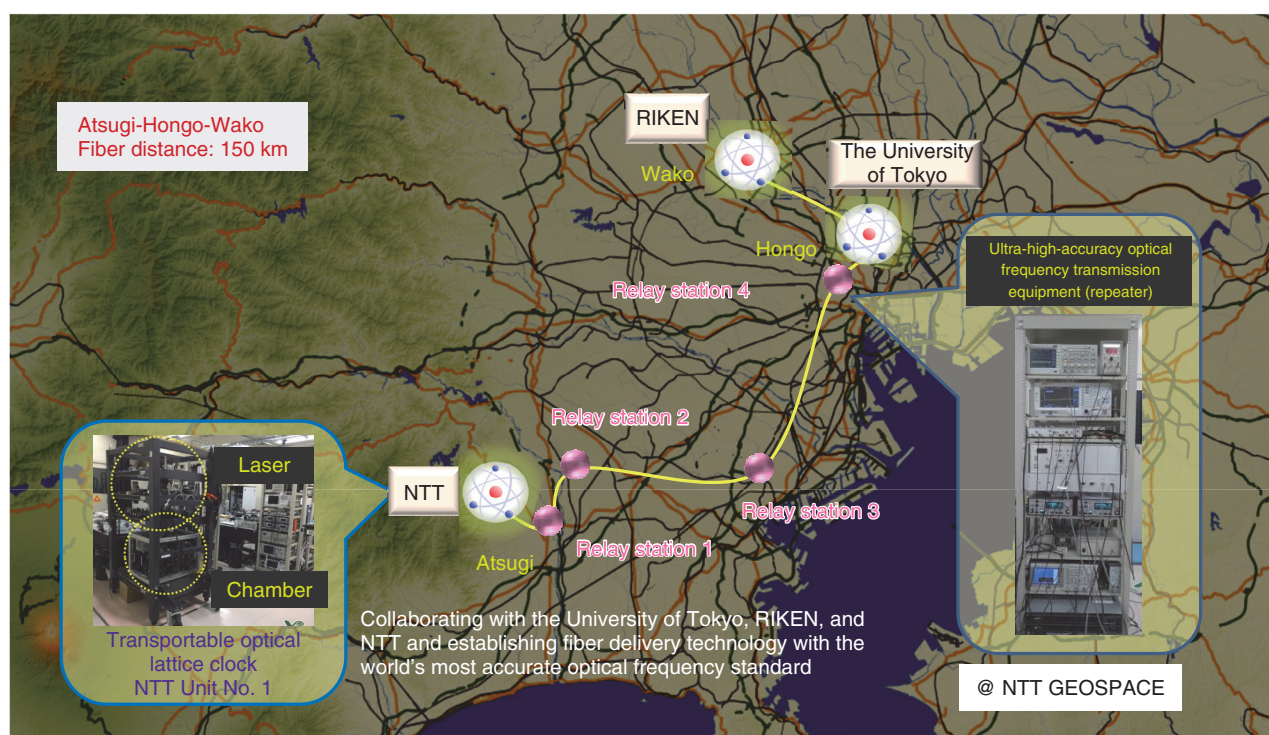 Atsugi-Hongo-Wako
Fiber distance: 150 km
RIKEN
Wako
The University
of Tokyo
Hongo
Relay station 4
Ultra-high-accuracy optical
frequency transmission
equipment (repeater)
Relay station 2
NTT
Relay station 3
Relay station 1
Atsugi
Laser
Chamber
Transportable optical
lattice clock
NTT Unit No. 1
Collaborating with the University of Tokyo, RIKEN, and
NTT and establishing fiber delivery technology with the
world's most accurate optical frequency standard
@ NTT GEOSPACE